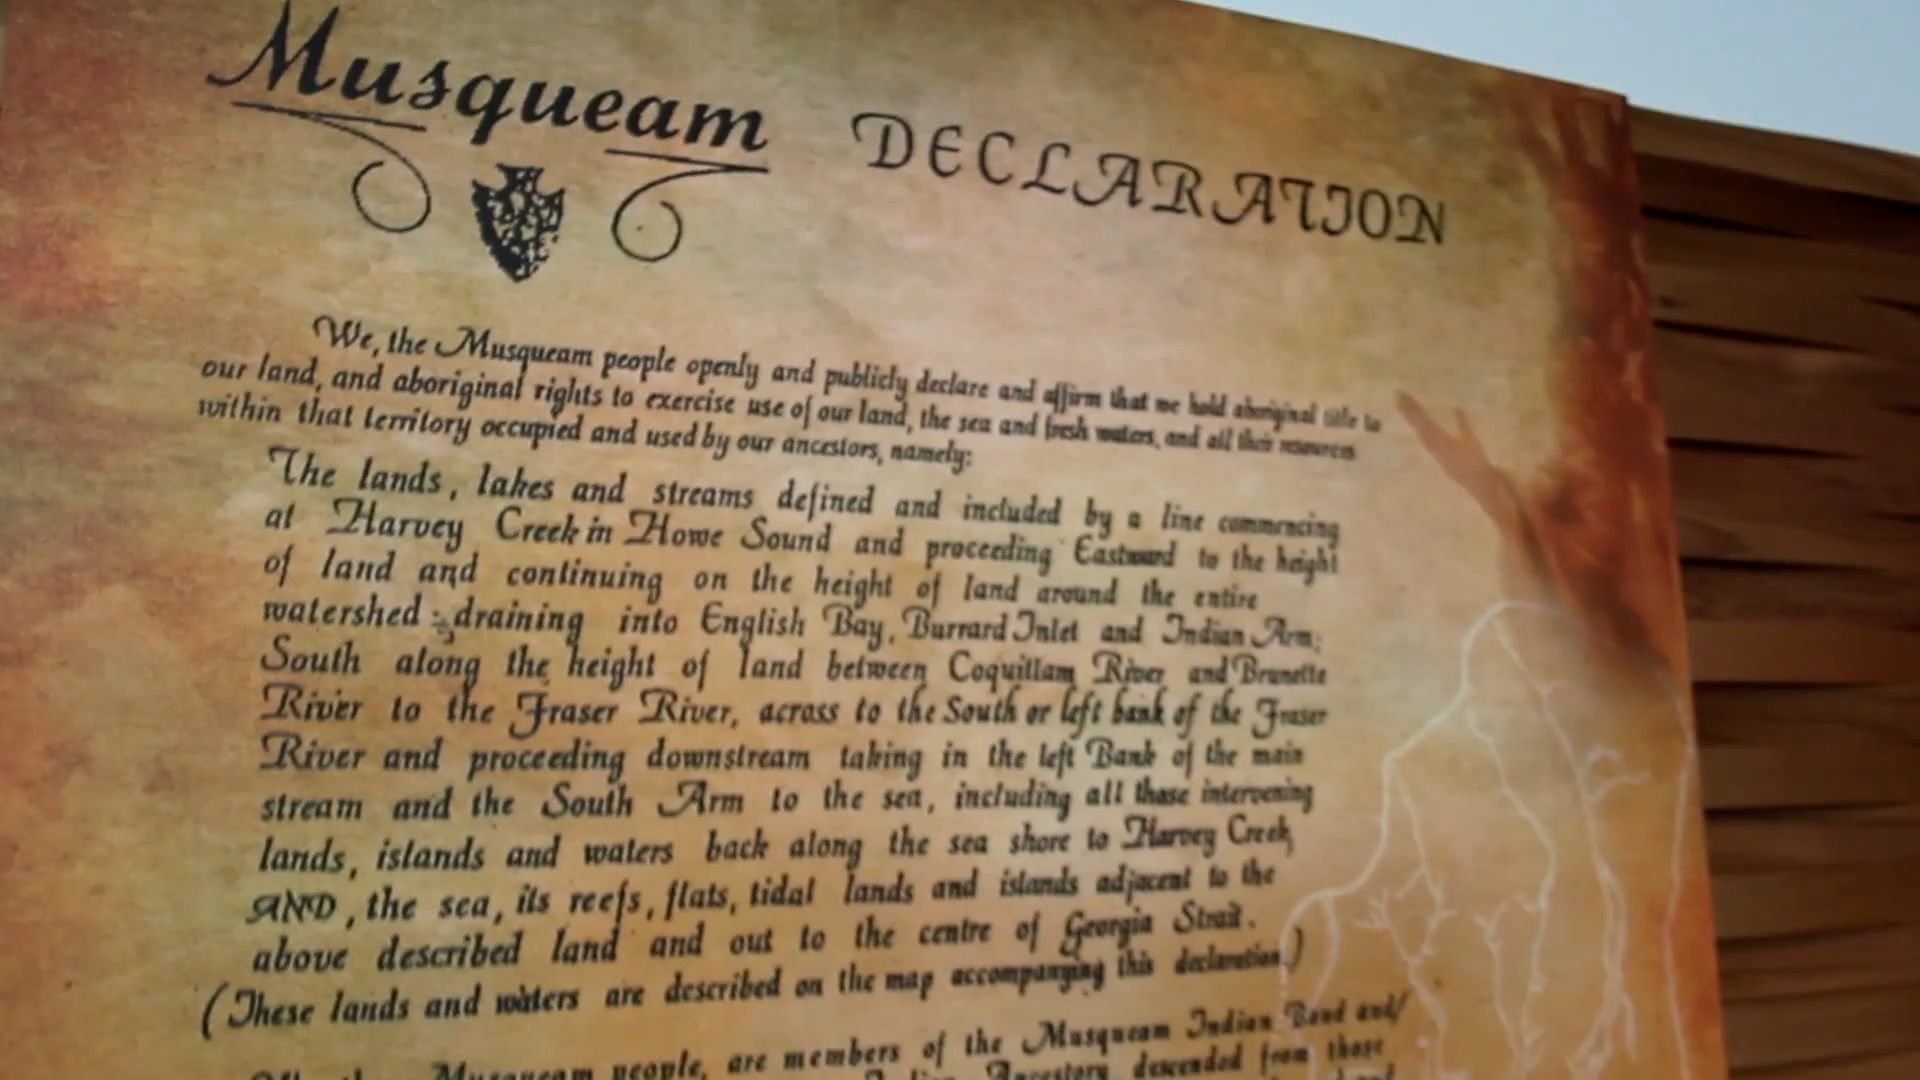 Musqueam DECLARATION
We, the Musqueam people openly and publicly declare and affirm that we hold aboriginal title to
our land, and aboriginal rights to exercise use of our land, the sea and fresh waters, and all their resources
within that territory occupied and used by our ancestors, namely:
The lands, lakes and streams defined and included by a line commencing
at Harvey Creek in Howe Sound and proceeding Eastward to the height
of land and continuing on the height of land around the entire
watershed draining into English Bay, Burrard Inlet and Indian Arm;
South along the height of land between Coquitlam River and Brunette
River to the Fraser River, across to the South or left bank of the Fraser
River and proceeding downstream taking in the left Bank of the main
stream and the South Arm to the sea, including all those intervening
lands, islands and waters back along the sea shore to Harvey Creek,
AND, the sea, its reefs, flats, tidal lands and islands adjacent to the
above described land and out to the centre of Georgia Strait.
(These lands and waters are described on the map accompanying this declaration.)
Musqueam people, are members of the Musqueam Indian Band and/
Ancestory descended from those